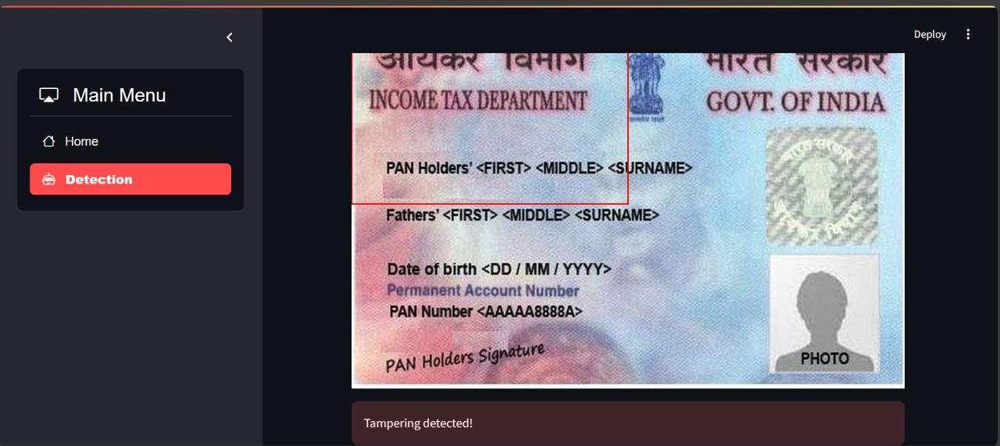 Deploy
Main Menu
Home
Detection
आयकर विभाग
भारत सरकार
INCOME TAX DEPARTMENT
GOVT. OF INDIA
भारत सरकार
PAN Holders' <FIRST> <MIDDLE> <SURNAME>
Fathers' <FIRST> <MIDDLE> <SURNAME>
Date of birth <DD / MM / YYYY>
Permanent Account Number
PAN Number <AAAAA8888A>
PAN Holders Signature
PHOTO
Tampering detected!